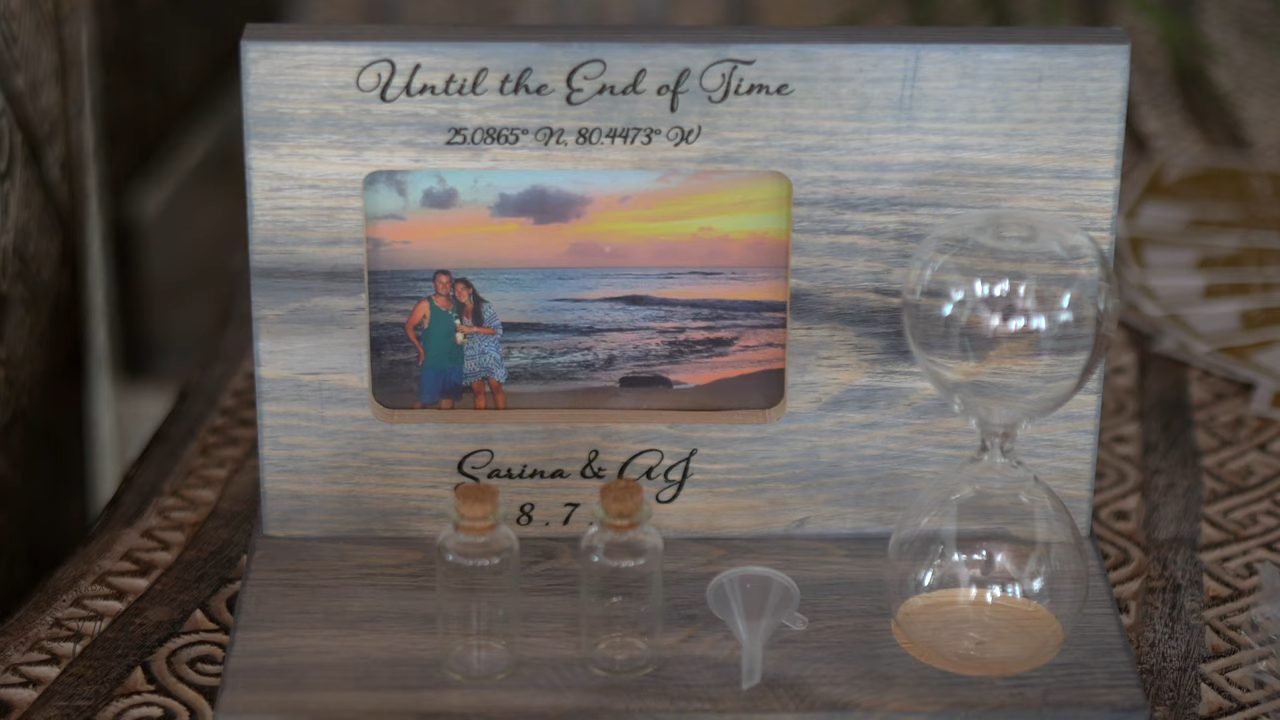 Until the End of Time
25.0865° N, 80.4473° W
Sarina & AJ
8.7